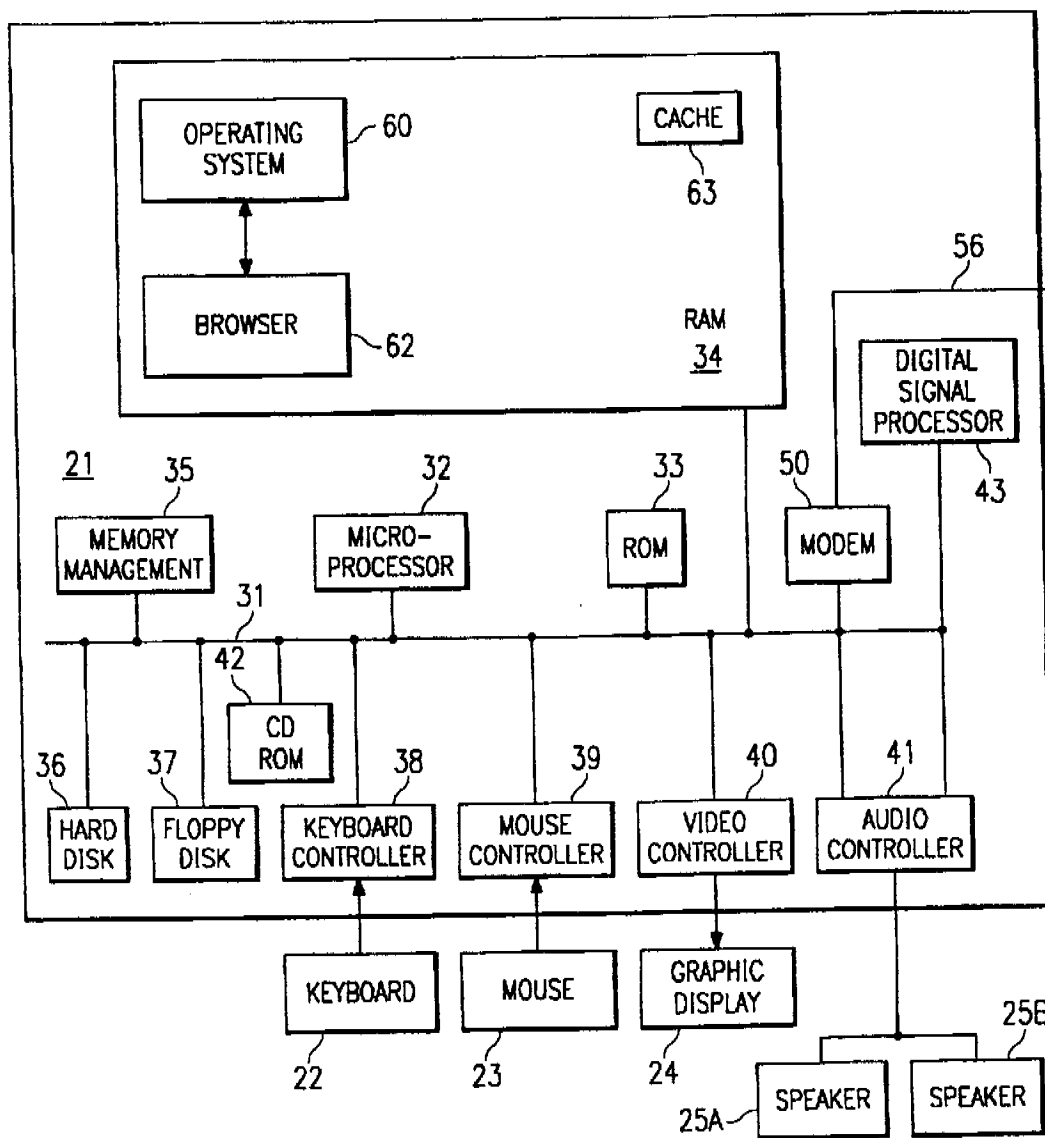 OPERATING
SYSTEM
60
CACHE
63
BROWSER
62
RAM
34
56
DIGITAL
SIGNAL
PROCESSOR
43
21
35
MEMORY
MANAGEMENT
32
MICRO-
PROCESSOR
33
ROM
50
MODEM
31
42
CD
ROM
36
HARD
DISK
37
FLOPPY
DISK
38
KEYBOARD
CONTROLLER
39
MOUSE
CONTROLLER
40
VIDEO
CONTROLLER
41
AUDIO
CONTROLLER
KEYBOARD
22
MOUSE
23
GRAPHIC
DISPLAY
24
25A
SPEAKER
25B
SPEAKER